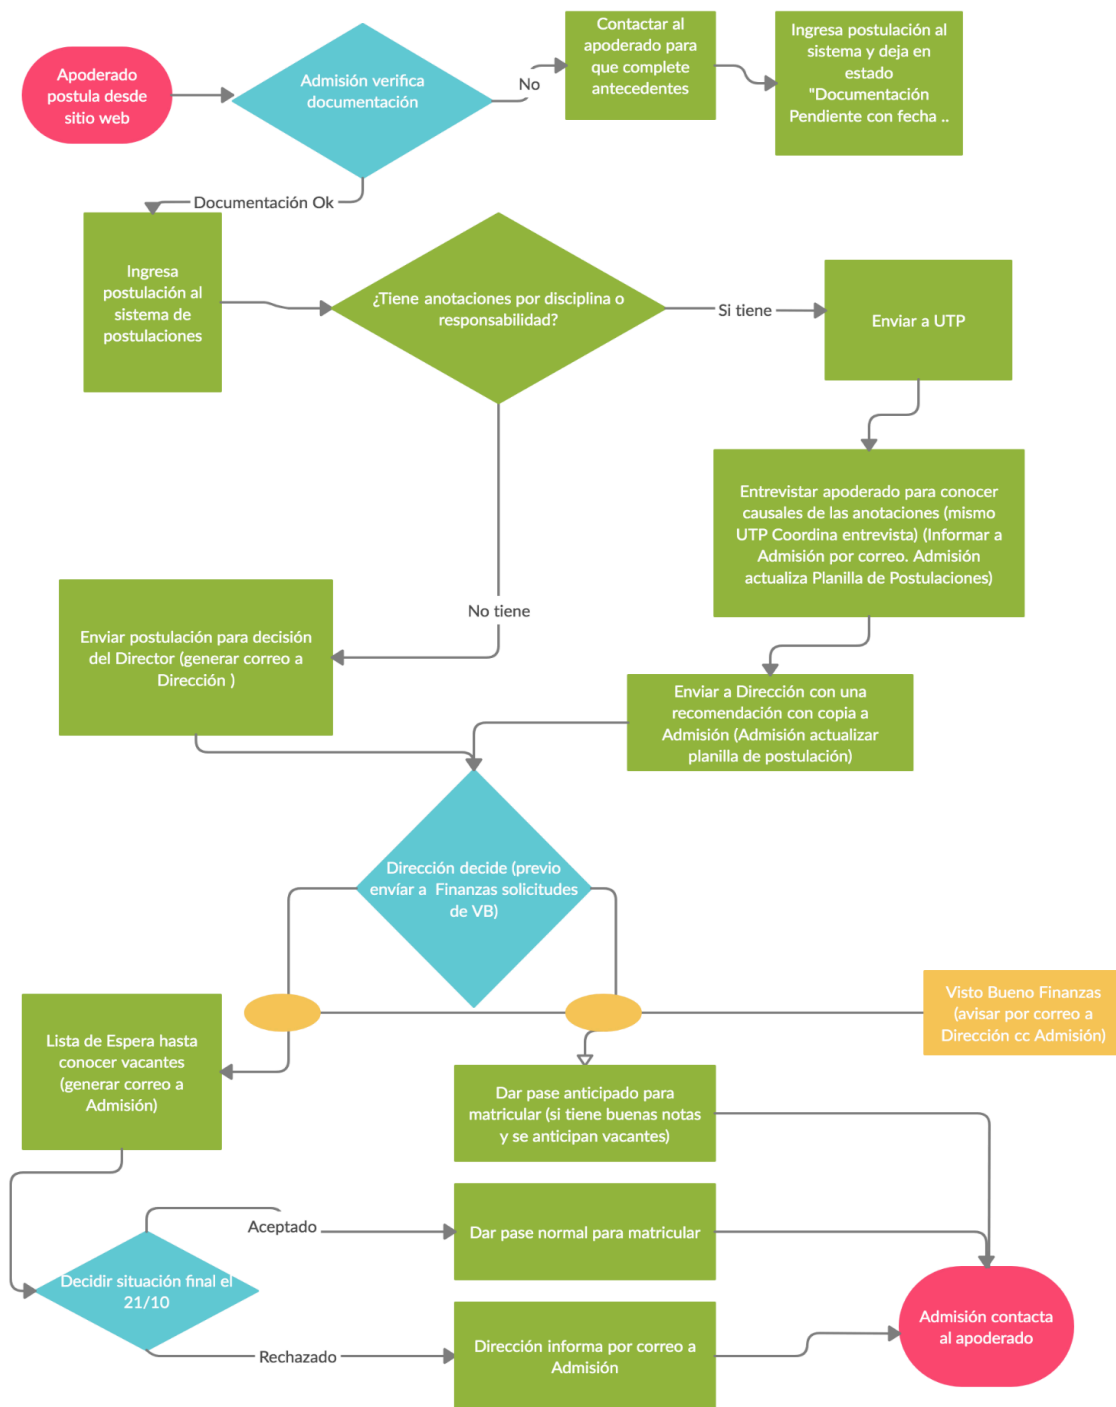 Apoderado
postula desde
sitio web
Admisión verifica
documentación
No
Contactar al
apoderado para
que complete
antecedentes
Ingresa postulación al
sistema y deja en
estado
"Documentación
Pendiente con fecha ..
Documentación Ok
Ingresa
postulación al
sistema de
postulaciones
¿Tiene anotaciones por disciplina o
responsabilidad?
Si tiene
Enviar a UTP
Entrevistar apoderado para conocer
causales de las anotaciones (mismo
UTP Coordina entrevista) (Informar a
Admisión por correo. Admisión
actualiza Planilla de Postulaciones)
No tiene
Enviar postulación para decisión
del Director (generar correo a
Dirección )
Enviar a Dirección con una
recomendación con copia a
Admisión (Admisión actualizar
planilla de postulación)
Dirección decide (previo
envíar a  Finanzas solicitudes
de VB)
Visto Bueno Finanzas
(avisar por correo a
Dirección cc Admisión)
Lista de Espera hasta
conocer vacantes
(generar correo a
Admisión)
Dar pase anticipado para
matricular (si tiene buenas notas
y se anticipan vacantes)
Aceptado
Dar pase normal para matricular
Decidir situación final el
21/10
Rechazado
Dirección informa por correo a
Admisión
Admisión contacta
al apoderado